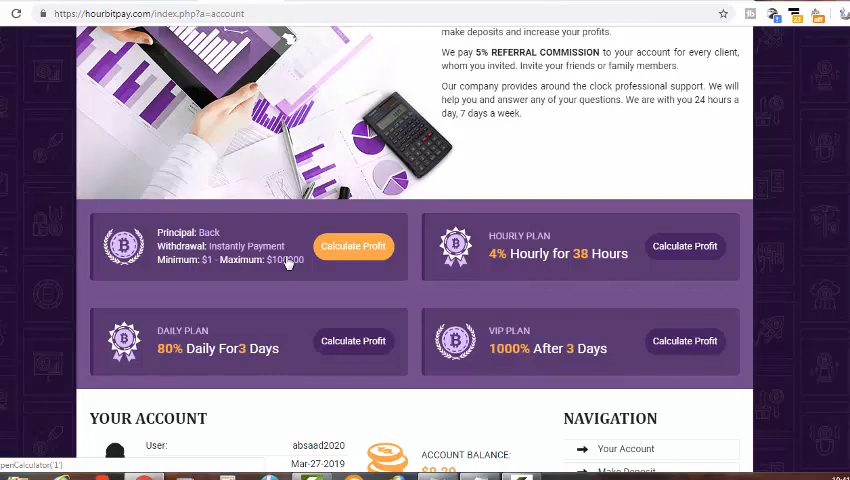 https://hourbitpay.com/index.php?a=account
make deposits and increase your profits.
We pay 5% REFERRAL COMMISSION to your account for every client,
whom you invited. Invite your friends or family members.
Our company provides around the clock professional support. We will
help you and answer any of your questions. We are with you 24 hours a
day, 7 days a week.
Principal: Back
Withdrawal: Instantly Payment
Minimum: $1 - Maximum: $100000
Calculate Profit
HOURLY PLAN
4% Hourly for 38 Hours
Calculate Profit
DAILY PLAN
80% Daily For3 Days
Calculate Profit
VIP PLAN
1000% After 3 Days
Calculate Profit
YOUR ACCOUNT
User: absaad2020
Mar-27-2019
ACCOUNT BALANCE:
NAVIGATION
Your Account
Make Deposit
penCalculator('1')